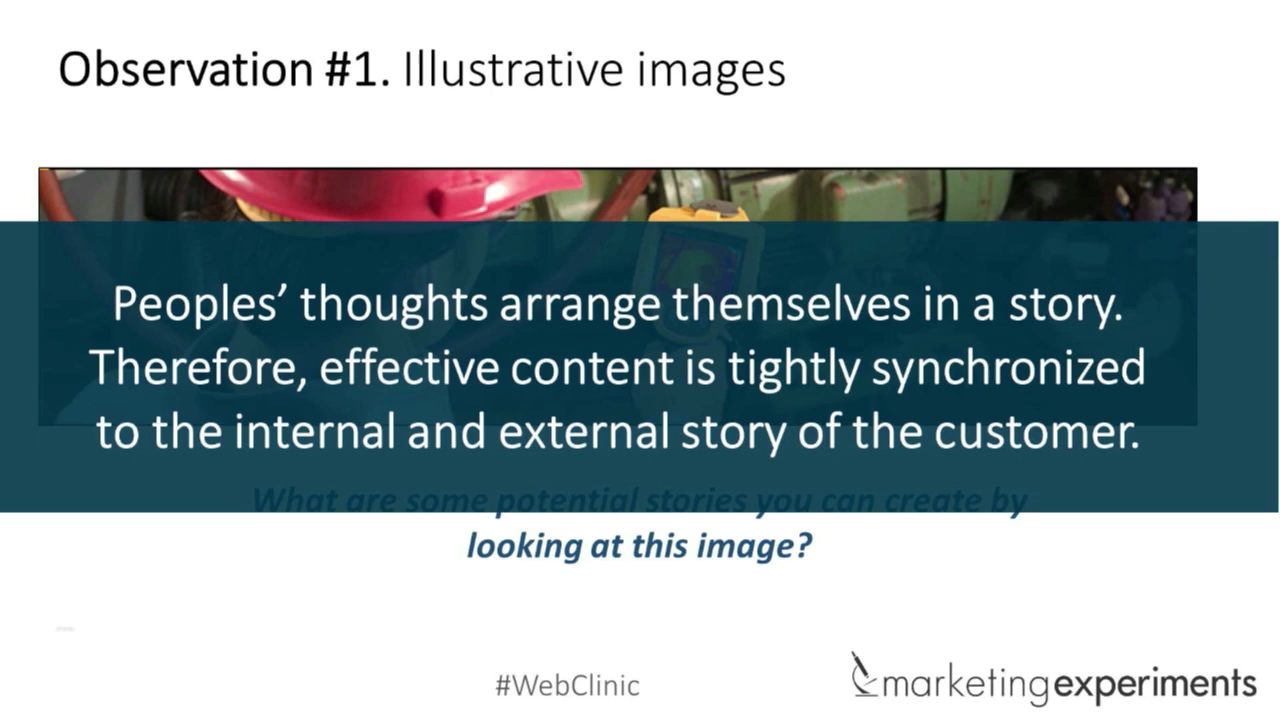 Observation #1. Illustrative images
Peoples’ thoughts arrange themselves in a story.
Therefore, effective content is tightly synchronized
to the internal and external story of the customer.
What are some potential stories you can create by
looking at this image?
#WebClinic
marketingexperiments